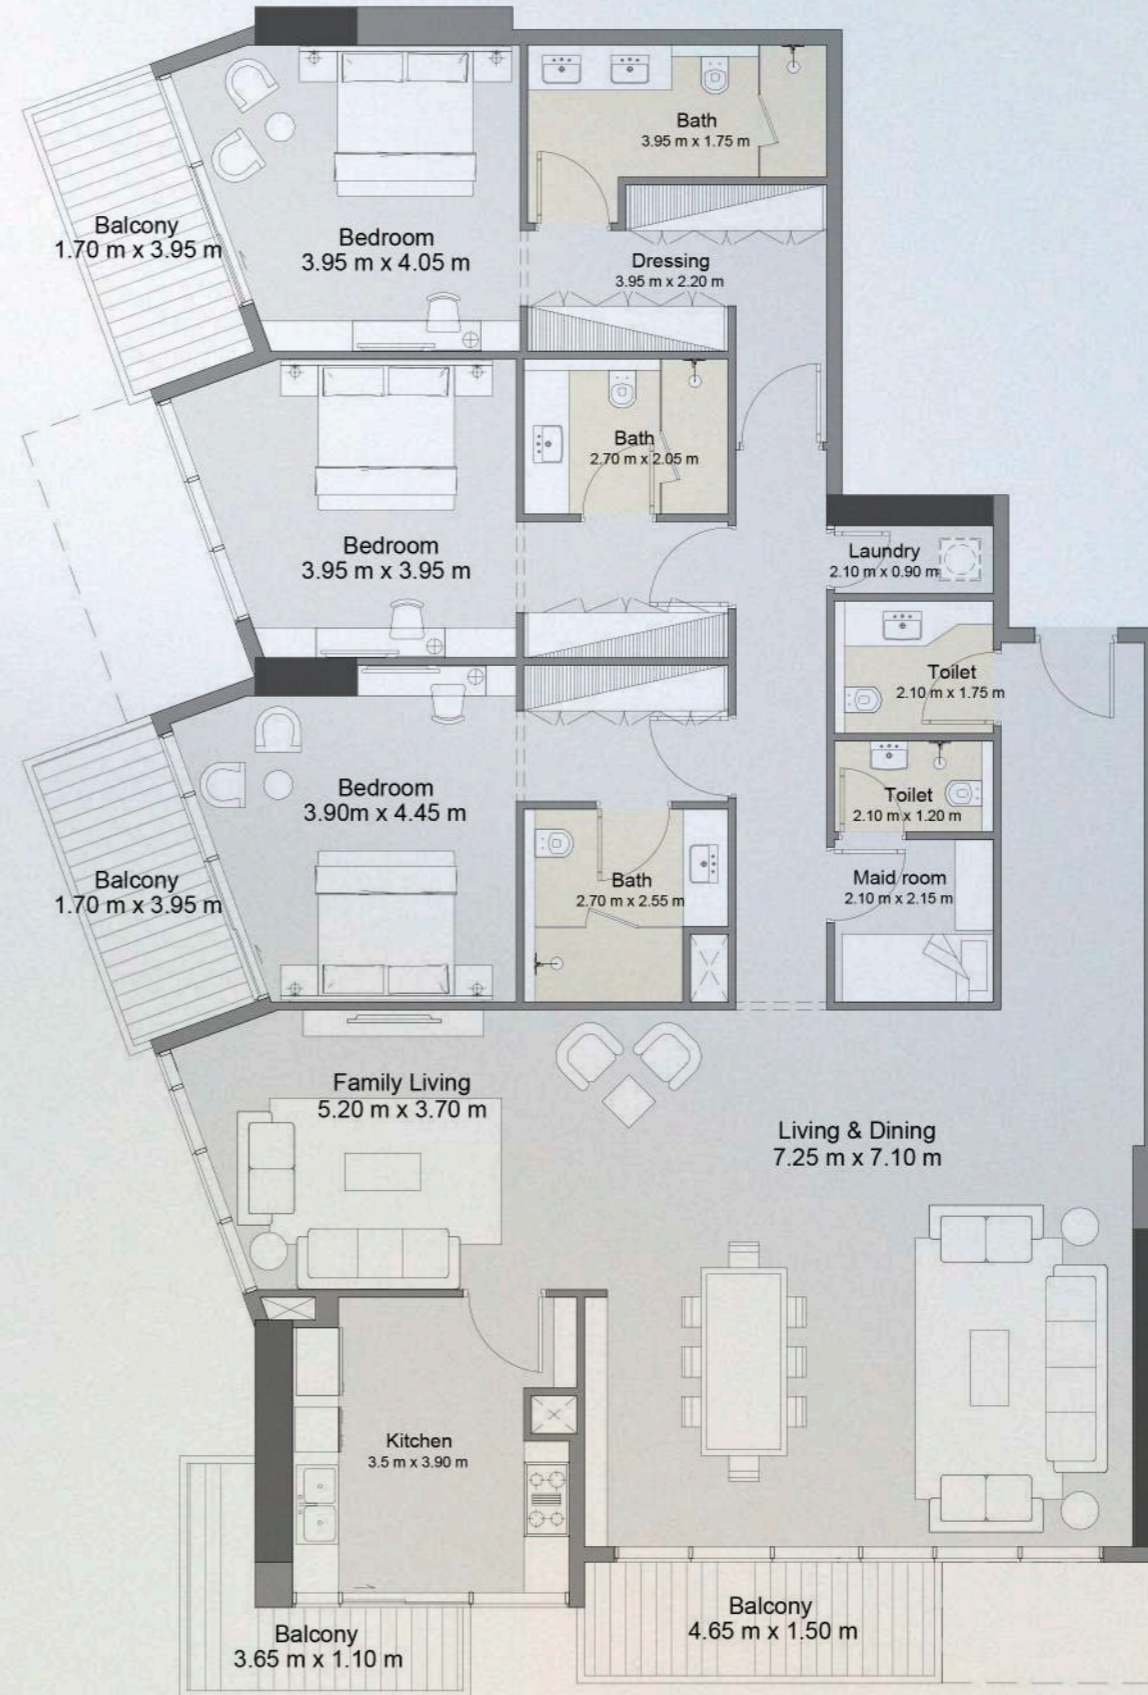 Bath
3.95 m x 1.75 m
Balcony
1.70 m x 3.95 m
Bedroom
3.95 m x 4.05 m
Dressing
3.95 m x 2.20 m
Bath
2.70 m x 2.05 m
Bedroom
3.95 m x 3.95 m
Laundry
2.10 m x 0.90 m
Toilet
2.10 m x 1.75 m
Bedroom
3.90m x 4.45 m
Toilet
2.10 m x 1.20 m
Balcony
1.70 m x 3.95 m
Bath
2.70 m x 2.55 m
Maid room
2.10 m x 2.15 m
Family Living
5.20 m x 3.70 m
Living & Dining
7.25 m x 7.10 m
Kitchen
3.5 m x 3.90 m
Balcony
3.65 m x 1.10 m
Balcony
4.65 m x 1.50 m